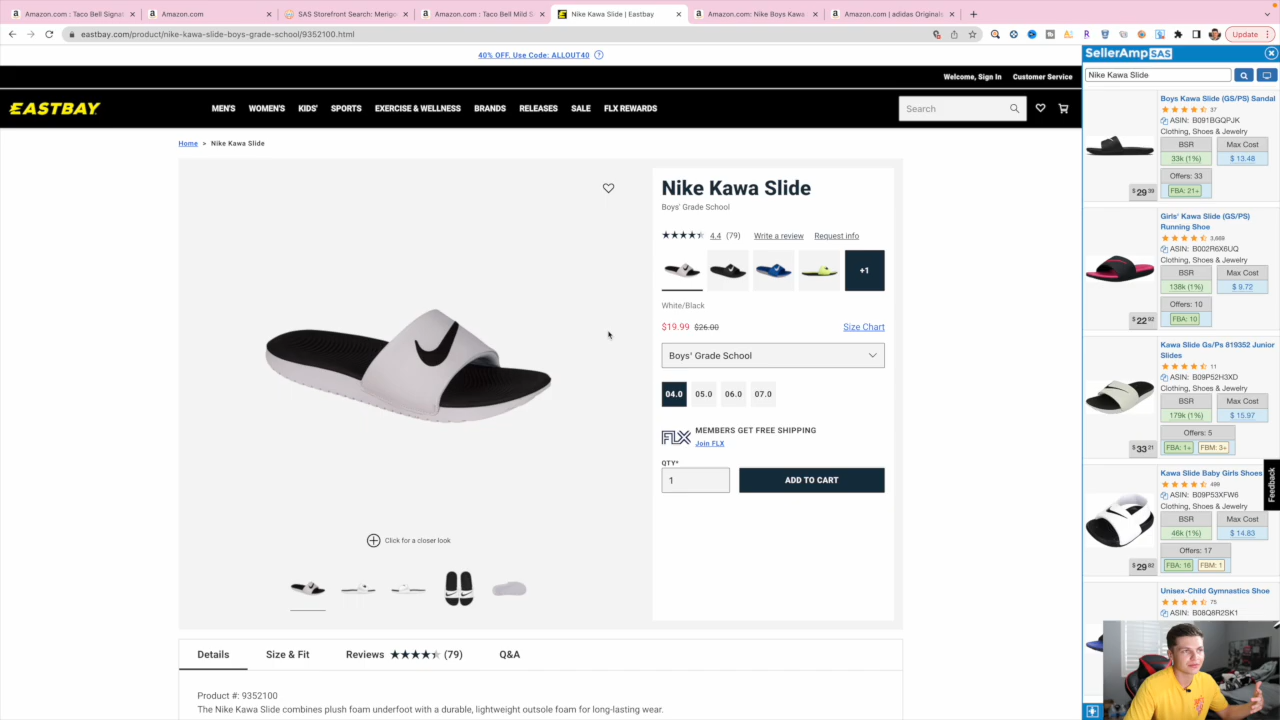 Amazon.com : Taco Bell Signat
Amazon.com
SAS Storefront Search: Merige
Amazon.com : Taco Bell Mild S
Nike Kawa Slide | Eastbay
Amazon.com: Nike Boys Kawa
Amazon.com | adidas Originals
eastbay.com/product/nike-kawa-slide-boys-grade-school/9352100.html
Update
40% OFF. Use Code: ALLOUT40
Welcome, Sign In
Customer Service
EASTBAY
MEN'S
WOMEN'S
KIDS'
SPORTS
EXERCISE & WELLNESS
BRANDS
RELEASES
SALE
FLX REWARDS
Search
Home > Nike Kawa Slide
Nike Kawa Slide
Boys' Grade School
4.4 (79) Write a review Request info
+1
White/Black
$19.99 $26.00
Size Chart
Boys' Grade School
04.0 05.0 06.0 07.0
FLX
MEMBERS GET FREE SHIPPING
Join FLX
QTY*
1
ADD TO CART
Click for a closer look
Details
Size & Fit
Reviews (79)
Q&A
Product #: 9352100
The Nike Kawa Slide combines plush foam underfoot with a durable, lightweight outsole foam for long-lasting wear.
SellerAmp SAS
Nike Kawa Slide
Boys Kawa Slide (GS/PS) Sandal
37
ASIN: B091BGQPJK
Clothing, Shoes & Jewelry
BSR Max Cost
33k (1%) $ 13.48
Offers: 33
$ 29 39
FBA: 21+
Girls' Kawa Slide (GS/PS)
Running Shoe
3,669
ASIN: B002R6X6UQ
Clothing, Shoes & Jewelry
BSR Max Cost
138k (1%) $ 9.72
Offers: 10
$ 22 92
FBA: 10
Kawa Slide Gs/Ps 819352 Junior
Slides
11
ASIN: B09P52H3XD
Clothing, Shoes & Jewelry
BSR Max Cost
179k (1%) $ 15.97
Offers: 5
$ 33 21
FBA: 1+ FBM: 3+
Feedback
Kawa Slide Baby Girls Shoes
499
ASIN: B09P53XFW6
Clothing, Shoes & Jewelry
BSR Max Cost
46k (1%) $ 14.83
Offers: 17
$ 29 92
FBA: 16 FBM: 1
Unisex-Child Gymnastics Shoe
75
ASIN: B08Q8R2SK1